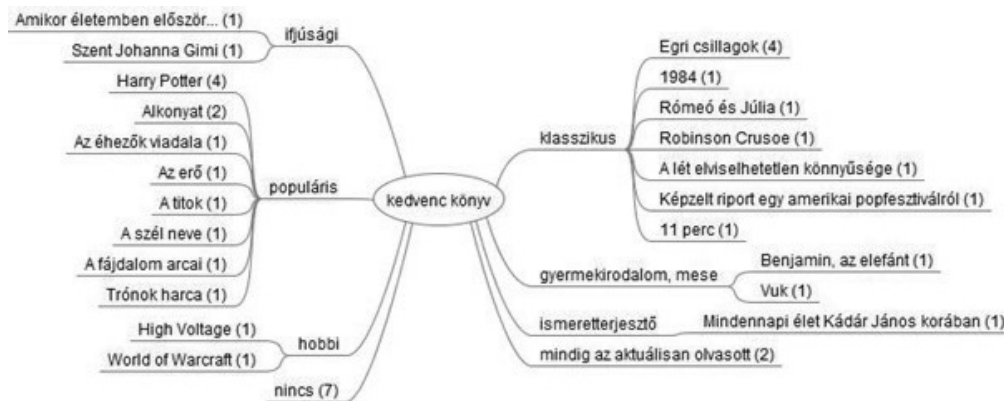 Amikor életemben először... (1)
ifjúsági
Szent Johanna Gimi (1)
Harry Potter (4)
Alkonyat (2)
Az éhezők viadala (1)
Az erő (1)
populáris
A titok (1)
A szél neve (1)
A fájdalom arcai (1)
Trónok harca (1)
High Voltage (1)
hobbi
World of Warcraft (1)
nincs (7)
kedvenc könyv
Egri csillagok (4)
1984 (1)
Rómeó és Júlia (1)
klasszikus
Robinson Crusoe (1)
A lét elviselhetetlen könnyűsége (1)
Képzelt riport egy amerikai popfesztiválról (1)
11 perc (1)
gyermekirodalom, mese
Benjamin, az elefánt (1)
Vuk (1)
ismeretterjesztő
Mindennapi élet Kádár János korában (1)
mindig az aktuálisan olvasott (2)